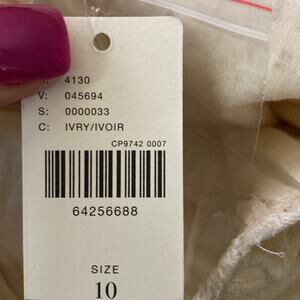 4130
V: 045694
S: 0000033
C: IVRY/IVOIR
CP9742 0007
64256688
SIZE
10